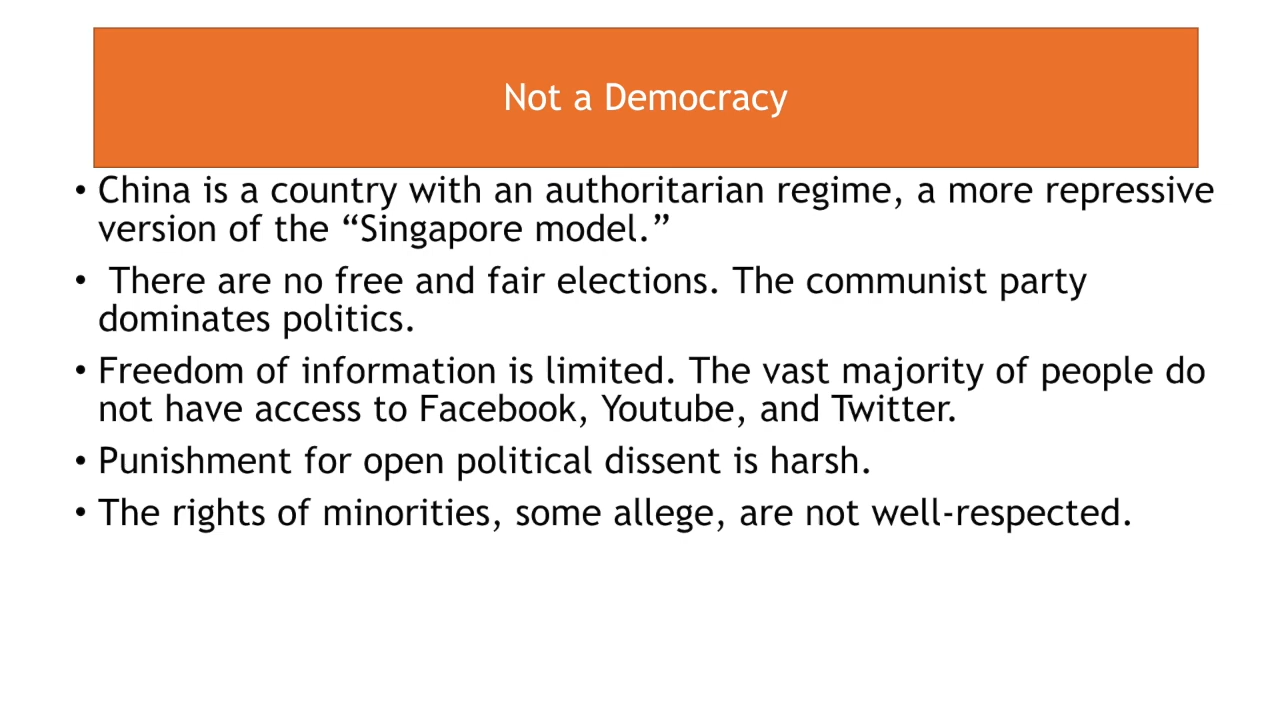 Not a Democracy
• China is a country with an authoritarian regime, a more repressive
version of the “Singapore model.”
• There are no free and fair elections. The communist party
dominates politics.
• Freedom of information is limited. The vast majority of people do
not have access to Facebook, Youtube, and Twitter.
• Punishment for open political dissent is harsh.
• The rights of minorities, some allege, are not well-respected.